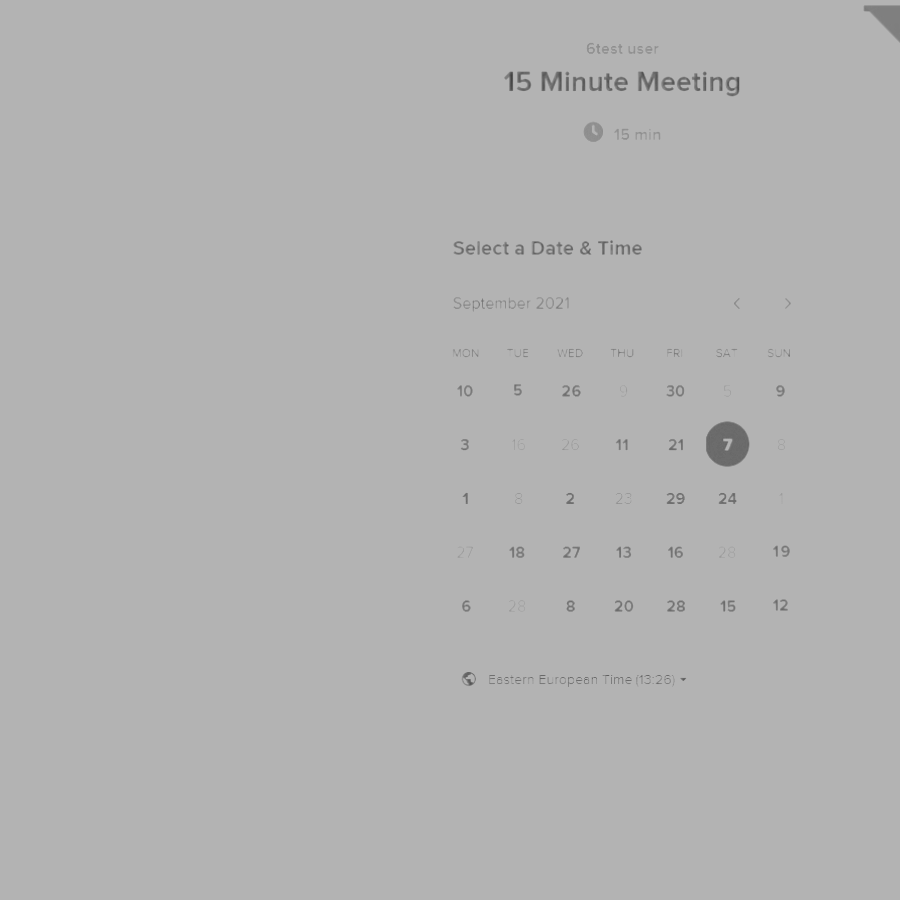 6test user
15 Minute Meeting
15 min
Select a Date & Time
September 2021
MON TUE WED THU FRI SAT SUN
10 5 26 9 30 5 9
3 16 26 11 21 7 8
1 8 2 23 29 24 1
27 18 27 13 16 28 19
6 28 8 20 28 15 12
Eastern European Time (13:26)